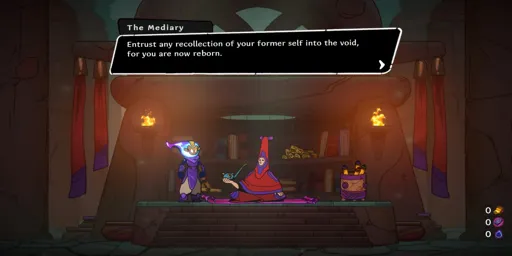 The Mediary
Entrust any recollection of your former self into the void,
for you are now reborn.
0
0
0